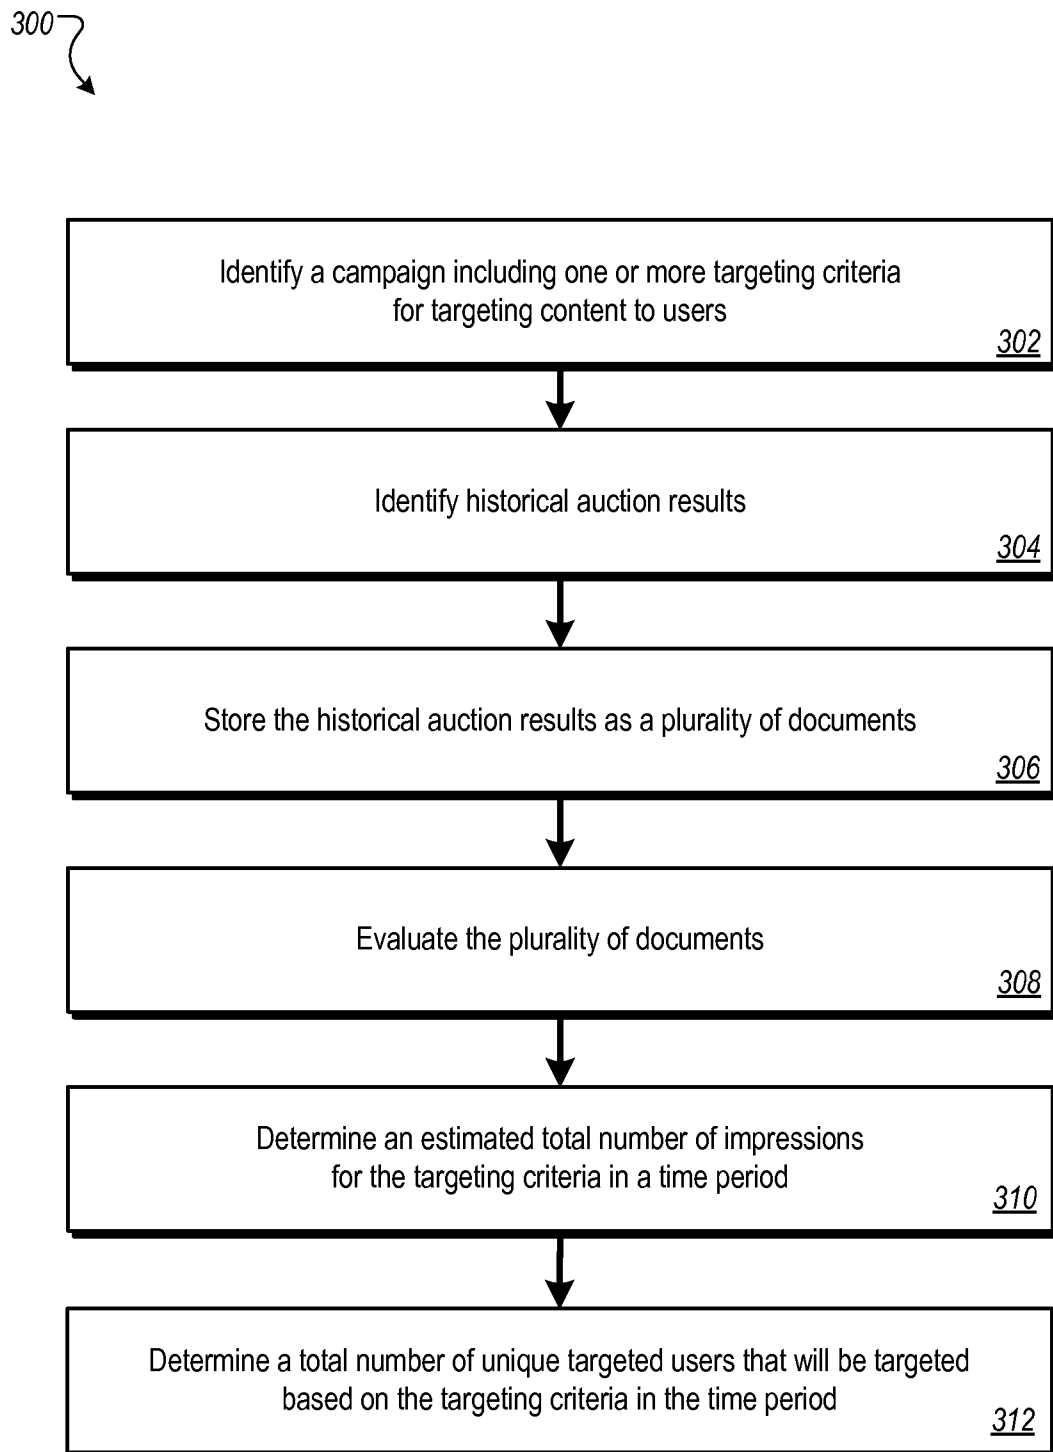 300
Identify a campaign including one or more targeting criteria
for targeting content to users
302
Identify historical auction results
304
Store the historical auction results as a plurality of documents
306
Evaluate the plurality of documents
308
Determine an estimated total number of impressions
for the targeting criteria in a time period
310
Determine a total number of unique targeted users that will be targeted
based on the targeting criteria in the time period
312